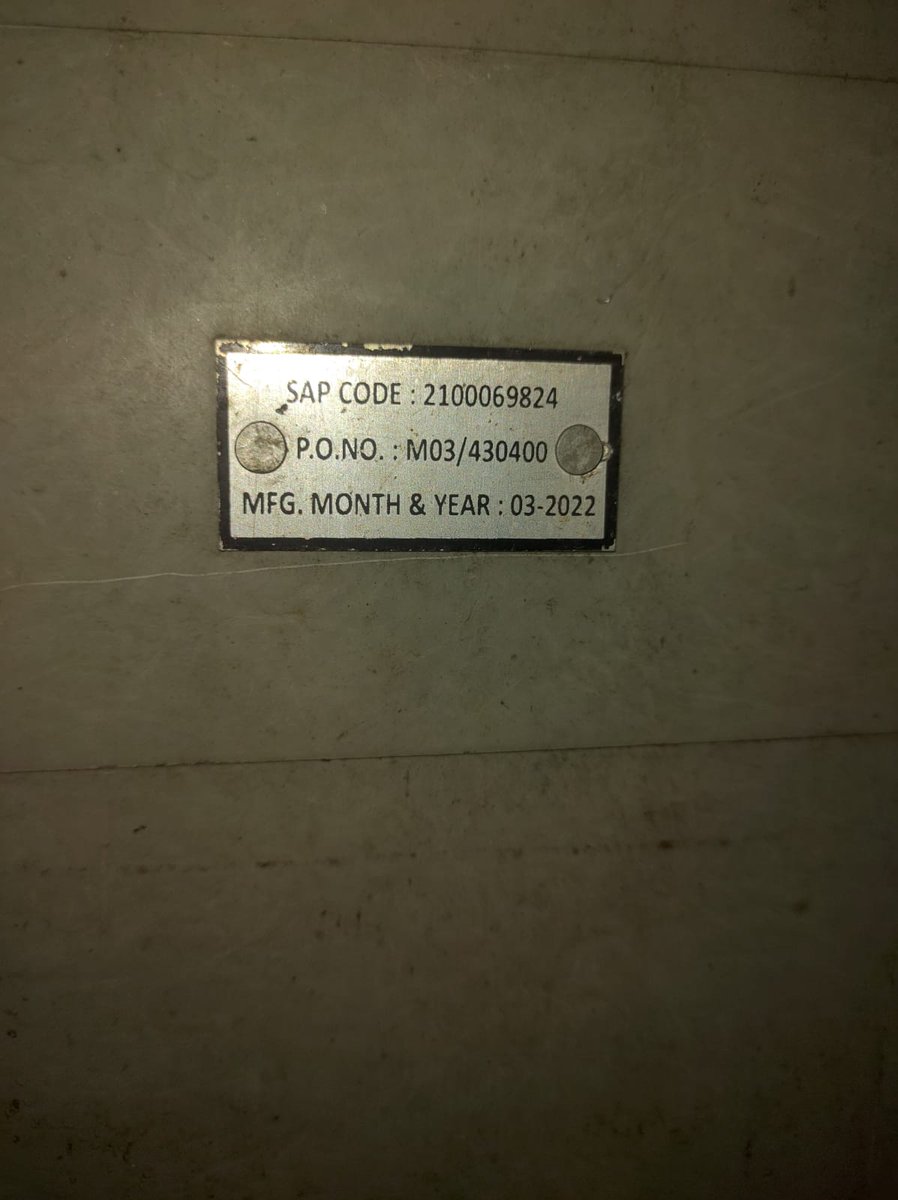 SAP CODE : 2100069824
P.O.NO. : M03/430400
MFG. MONTH & YEAR : 03-2022